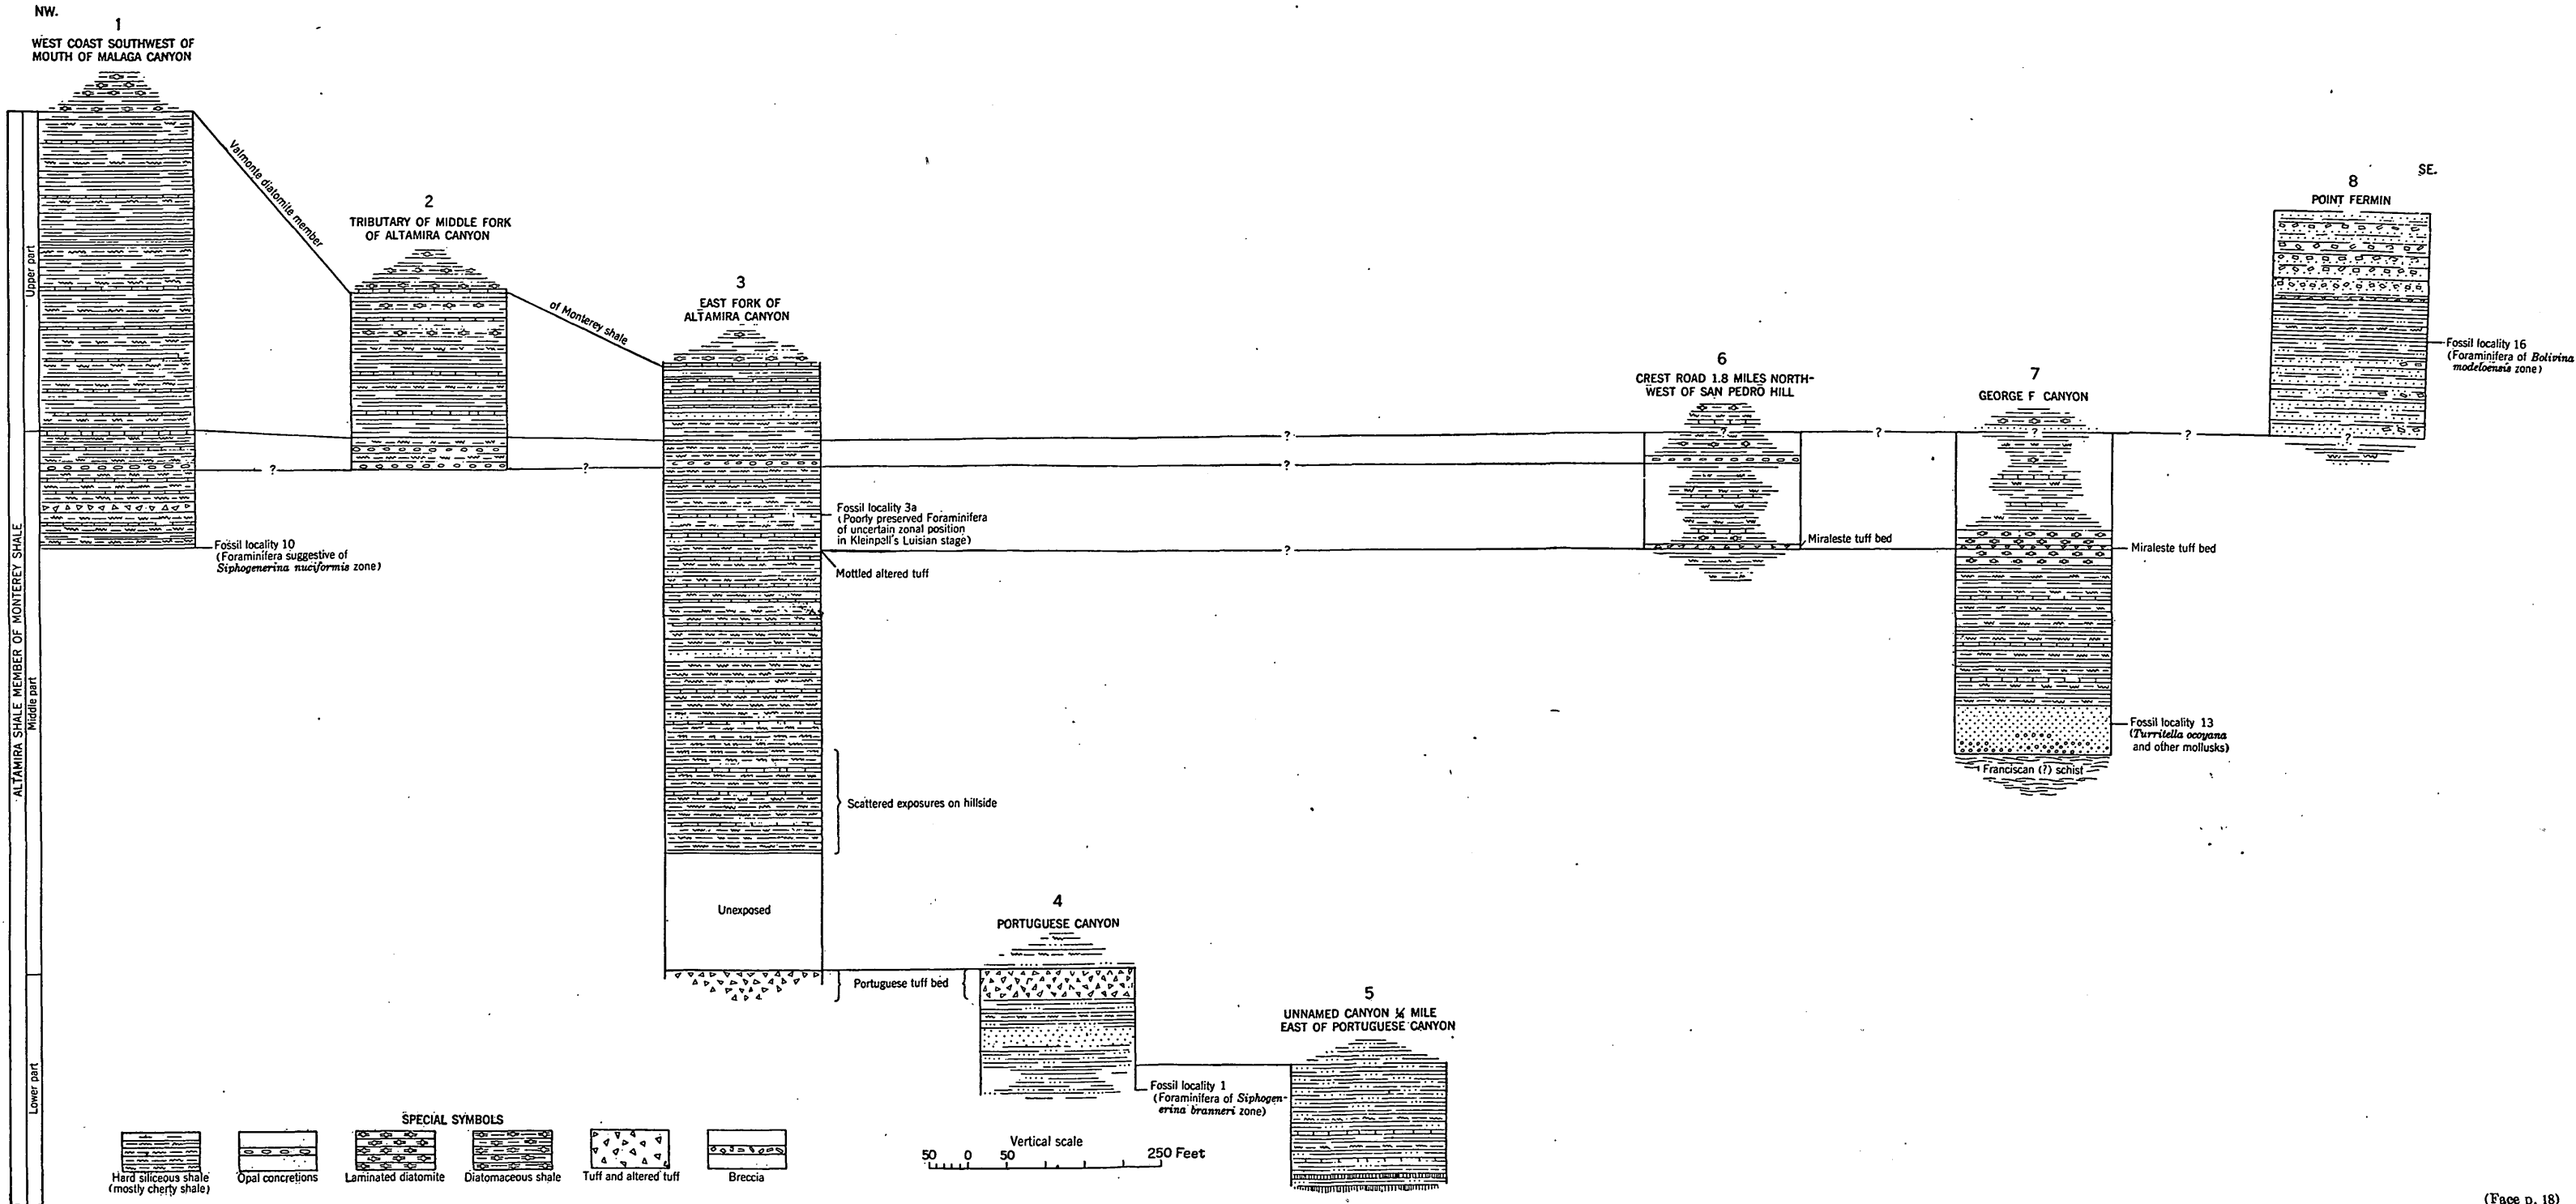 NW.
1
WEST COAST SOUTHWEST OF
MOUTH OF MALAGA CANYON
Valmonte diatomite member
of Monterey shale
2
TRIBUTARY OF MIDDLE FORK
OF ALTAMIRA CANYON
3
EAST FORK OF
ALTAMIRA CANYON
6
CREST ROAD 1.8 MILES NORTH-
WEST OF SAN PEDRO HILL
7
GEORGE F CANYON
SE.
8
POINT FERMIN
Fossil locality 16
(Foraminifera of Bolivina
modeloensis zone)
ALTAMIRA SHALE MEMBER OF MONTEREY SHALE
Upper part
Middle part
Lower part
?
?
?
?
?
?
?
?
?
?
?
Fossil locality 10
(Foraminifera suggestive of
Siphogenerina nuciformis zone)
Fossil locality 3a
(Poorly preserved Foraminifera
of uncertain zonal position
in Kleinpell's Luisian stage)
Mottled altered tuff
Miraleste tuff bed
Miraleste tuff bed
Fossil locality 13
(Turritella ocoyana
and other mollusks)
Franciscan (?) schist
Scattered exposures on hillside
Unexposed
Portuguese tuff bed
4
PORTUGUESE CANYON
Fossil locality 1
(Foraminifera of Siphogen-
erina branneri zone)
5
UNNAMED CANYON ¼ MILE
EAST OF PORTUGUESE CANYON
SPECIAL SYMBOLS
Hard siliceous shale
(mostly cherty shale)
Opal concretions
Laminated diatomite
Diatomaceous shale
Tuff and altered tuff
Breccia
Vertical scale
50 0 50 250 Feet
(Face p. 18)